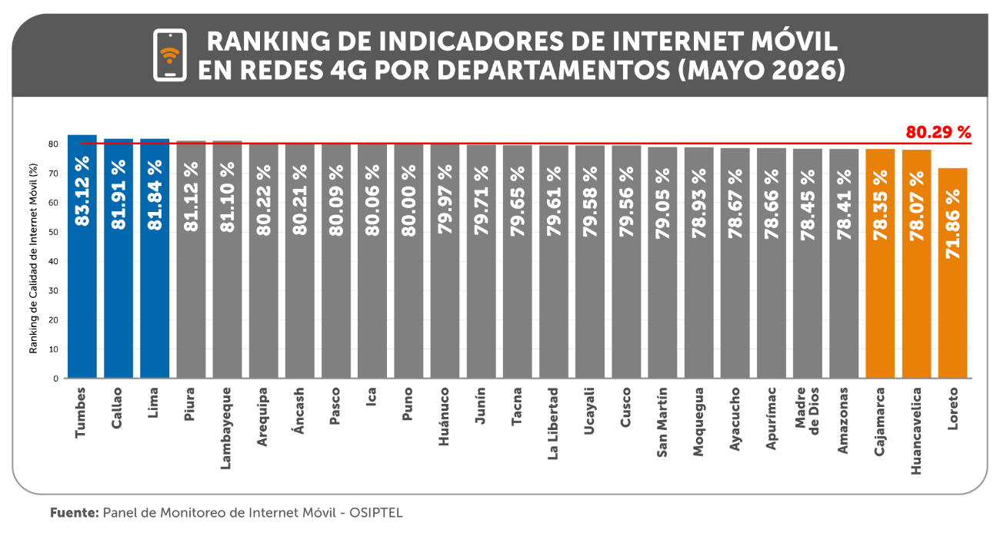 RANKING DE INDICADORES DE INTERNET MÓVIL
EN REDES 4G POR DEPARTAMENTOS (MAYO 2026)
80.29 %
Ranking de Calidad de Internet Móvil (%)
80
70
60
50
40
30
20
10
0
83.12 %
81.91 %
81.84 %
81.12 %
81.10 %
80.22 %
80.21 %
80.09 %
80.06 %
80.00 %
79.97 %
79.71 %
79.65 %
79.61 %
79.58 %
79.56 %
79.05 %
78.93 %
78.67 %
78.66 %
78.45 %
78.41 %
78.35 %
78.07 %
71.86 %
Tumbes
Callao
Lima
Piura
Lambayeque
Arequipa
Áncash
Pasco
Ica
Puno
Huánuco
Junín
Tacna
La Libertad
Ucayali
Cusco
San Martín
Moquegua
Ayacucho
Apurímac
Madre
de Dios
Amazonas
Cajamarca
Huancavelica
Loreto
Fuente: Panel de Monitoreo de Internet Móvil - OSIPTEL